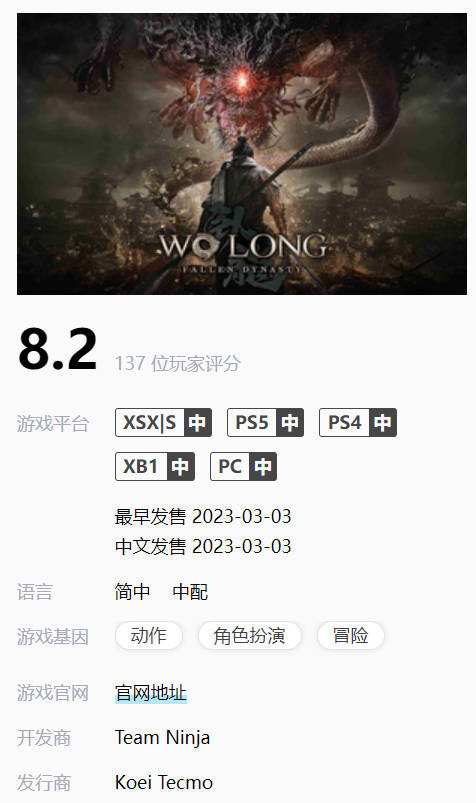 WO LONG
FALLEN DYNASTY
8.2 137 位玩家评分
游戏平台 XSX|S 中 PS5 中 PS4 中
XB1 中 PC 中
最早发售 2023-03-03
中文发售 2023-03-03
语言 简中 中配
游戏基因 动作 角色扮演 冒险
游戏官网 官网地址
开发商 Team Ninja
发行商 Koei Tecmo